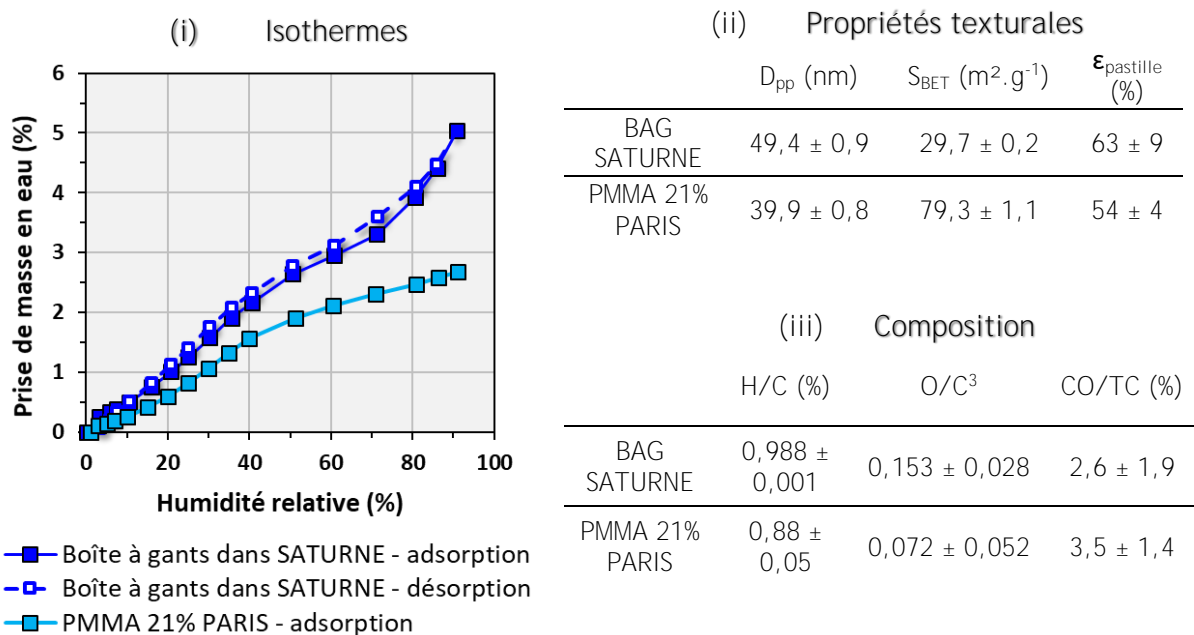 (i) Isothermes
Prise de masse en eau (%)
6
5
4
3
2
1
0
0 20 40 60 80 100
Humidité relative (%)
Boîte à gants dans SATURNE - adsorption
Boîte à gants dans SATURNE - désorption
PMMA 21% PARIS - adsorption
(ii) Propriétés texturales
D_pp (nm) S_BET (m².g⁻¹) ε_pastille (%)
BAG SATURNE 49,4 ± 0,9 29,7 ± 0,2 63 ± 9
PMMA 21% PARIS 39,9 ± 0,8 79,3 ± 1,1 54 ± 4
(iii) Composition
H/C (%) O/C³ CO/TC (%)
BAG SATURNE 0,988 ± 0,001 0,153 ± 0,028 2,6 ± 1,9
PMMA 21% PARIS 0,88 ± 0,05 0,072 ± 0,052 3,5 ± 1,4